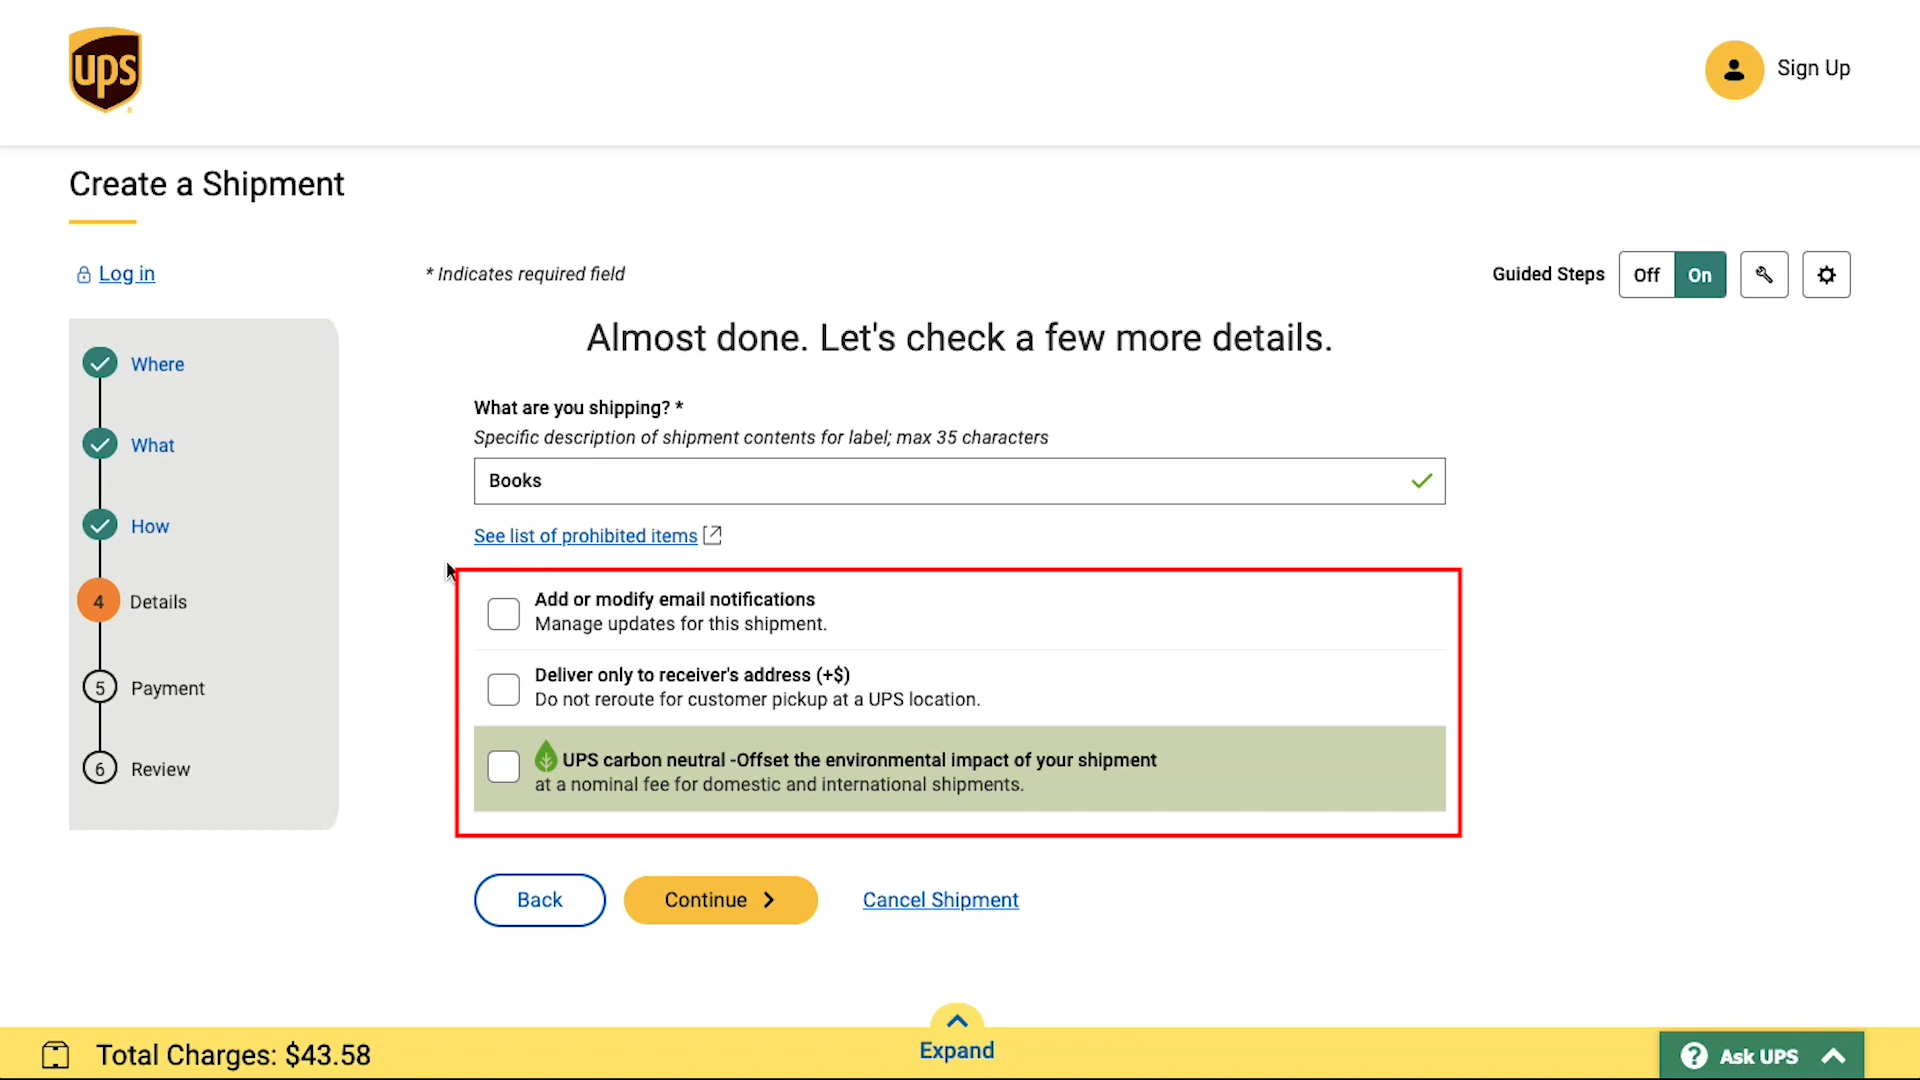 ups
Sign Up
Create a Shipment
Log in
* Indicates required field
Guided Steps
Off
On
Almost done. Let's check a few more details.
Where
What
How
4 Details
5 Payment
6 Review
What are you shipping? *
Specific description of shipment contents for label; max 35 characters
Books
See list of prohibited items
Add or modify email notifications
Manage updates for this shipment.
Deliver only to receiver's address (+$)
Do not reroute for customer pickup at a UPS location.
UPS carbon neutral -Offset the environmental impact of your shipment
at a nominal fee for domestic and international shipments.
Back
Continue
Cancel Shipment
Total Charges: $43.58
Expand
? Ask UPS